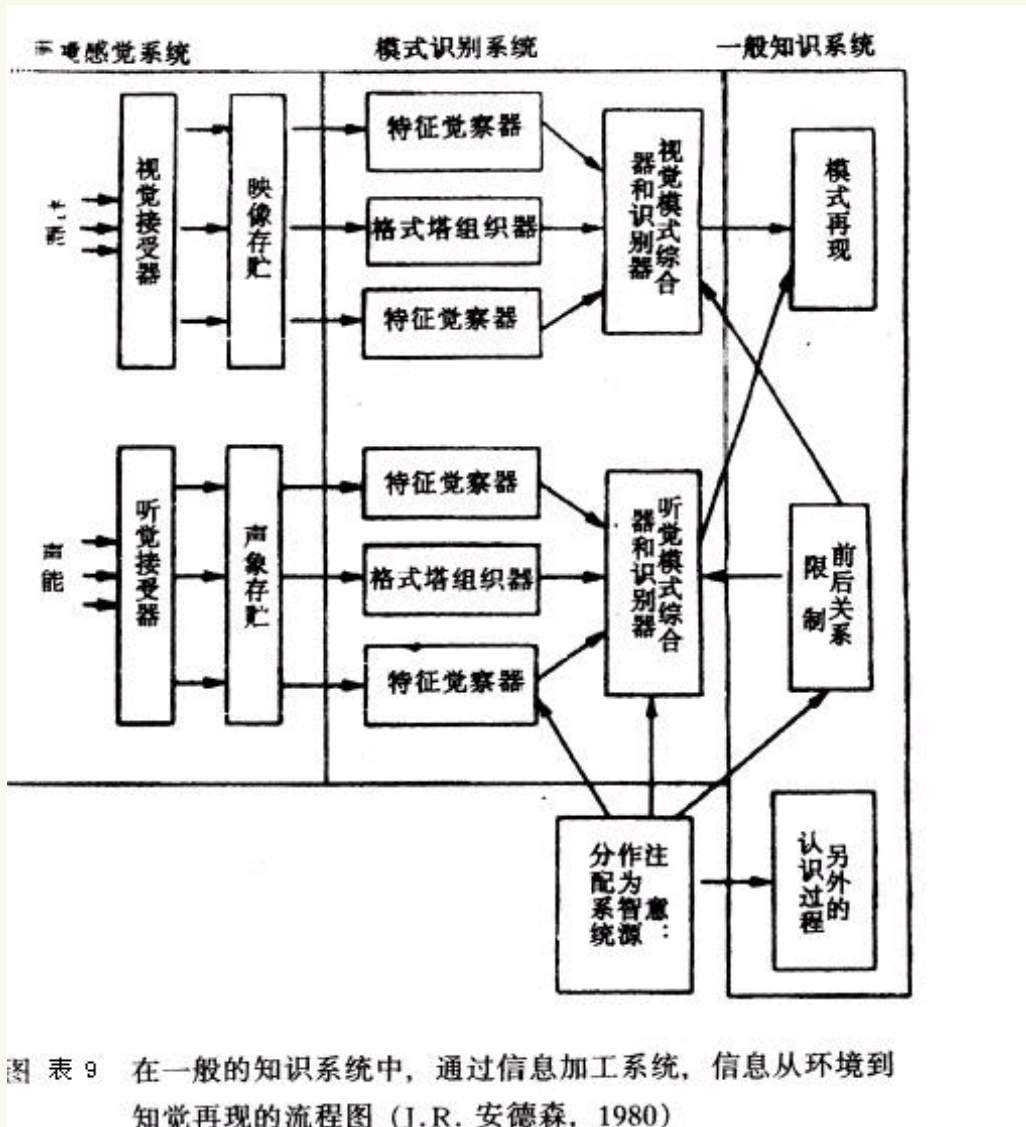 感觉系统
模式识别系统
一般知识系统
能
视觉接受器
映像存贮
特征觉察器
格式塔组织器
特征觉察器
视觉模式综合
器和识别器
模式再现
声能
听觉接受器
声象存贮
特征觉察器
格式塔组织器
特征觉察器
听觉模式综合
器和识别器
前后关系
限制
注意：
作为智源
分配系统
另外的
认识过程
图 表 9 在一般的知识系统中，通过信息加工系统，信息从环境到
知觉再现的流程图 (J.R. 安德森，1980)